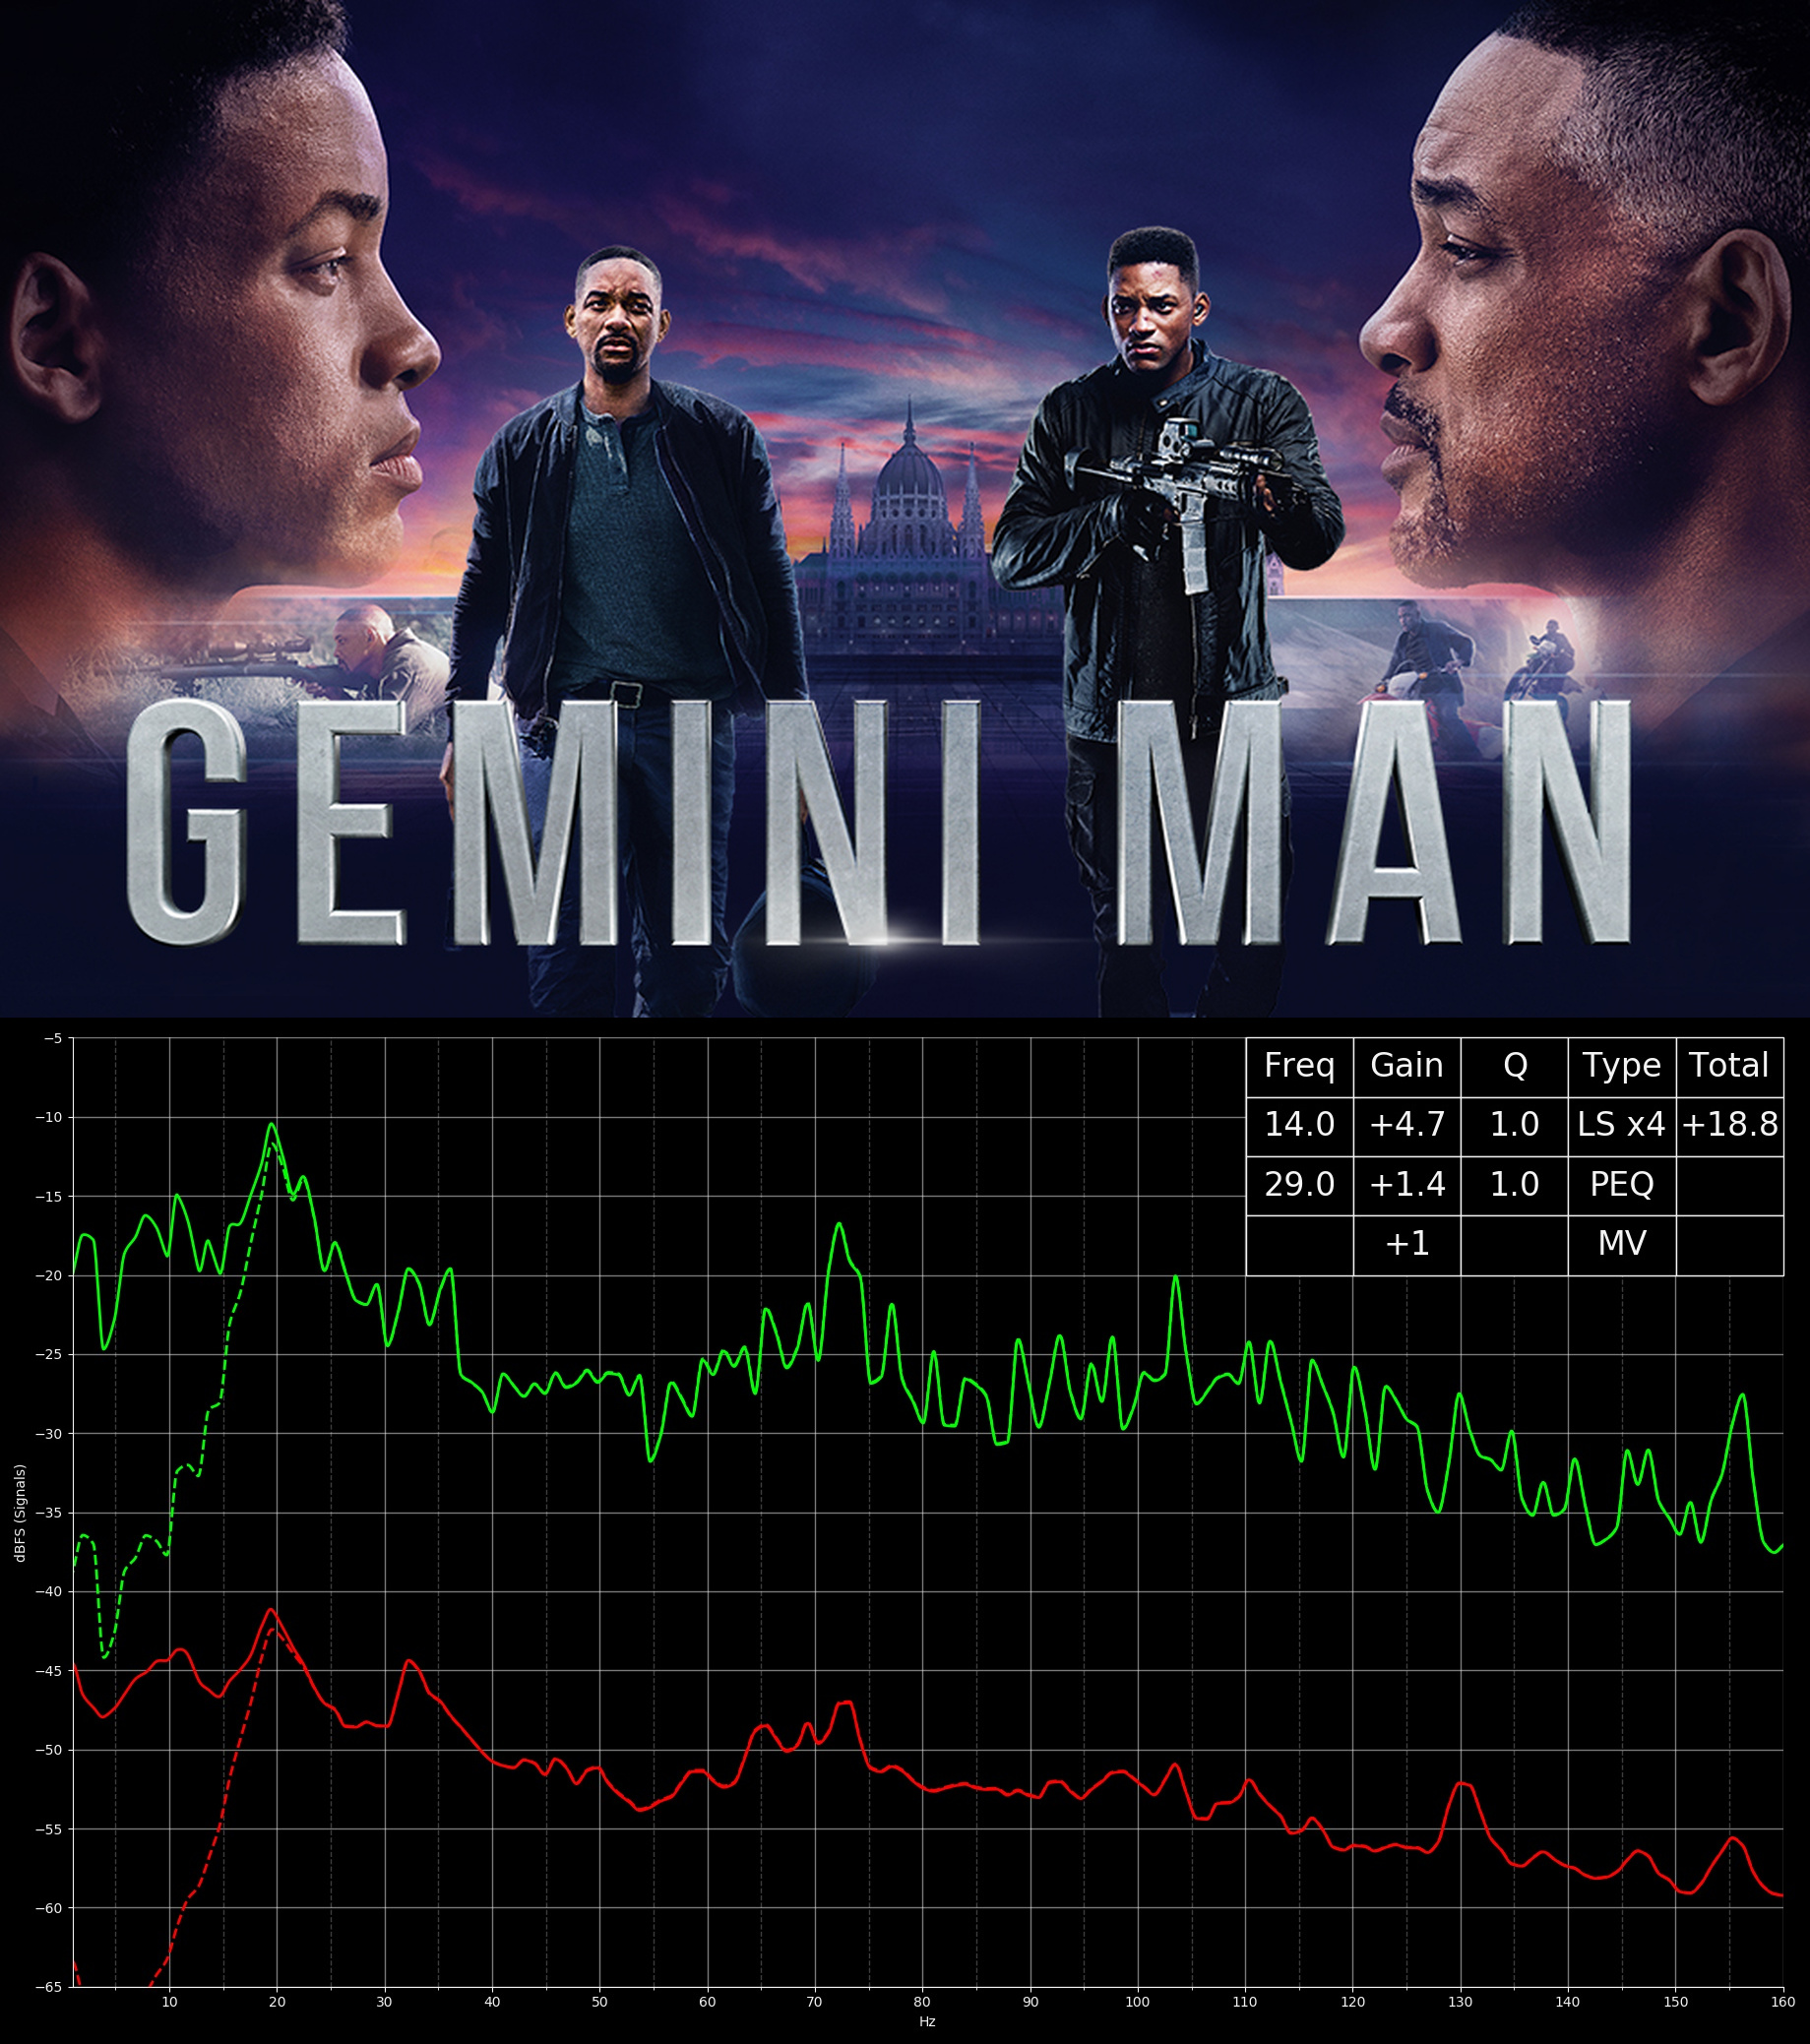 GEMINI MAN
Freq Gain Q Type Total
14.0 +4.7 1.0 LS x4 +18.8
29.0 +1.4 1.0 PEQ
+1 MV
−5
−10
−15
−20
−25
−30
−35
−40
−45
−50
−55
−60
−65
dBFS (Signals)
10 20 30 40 50 60 70 80 90 100 110 120 130 140 150 160
Hz